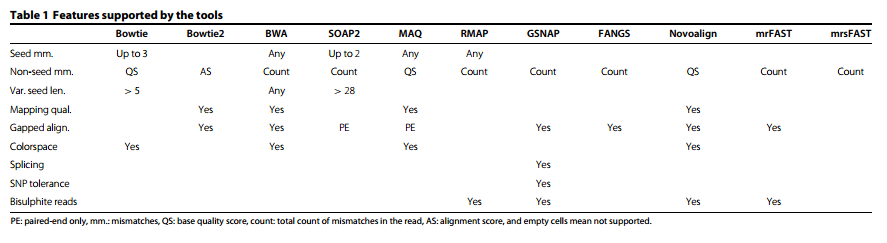 Table 1 Features supported by the tools
Bowtie Bowtie2 BWA SOAP2 MAQ RMAP GSNAP FANGS Novoalign mrFAST mrsFAST
Seed mm. Up to 3 Any Up to 2 Any Any
Non-seed mm. QS AS Count Count QS Count Count Count QS Count Count
Var. seed len. > 5 Any > 28
Mapping qual. Yes Yes Yes Yes
Gapped align. Yes Yes PE PE Yes Yes Yes Yes
Colorspace Yes Yes Yes Yes
Splicing Yes
SNP tolerance Yes
Bisulphite reads Yes Yes Yes Yes
PE: paired-end only, mm.: mismatches, QS: base quality score, count: total count of mismatches in the read, AS: alignment score, and empty cells mean not supported.